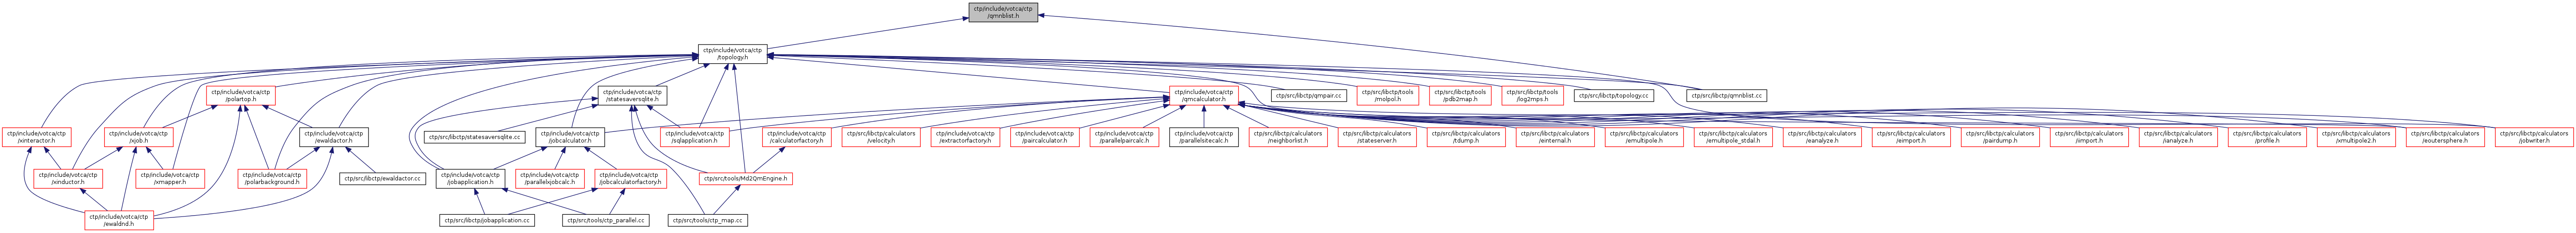 ctp/include/votca/ctp
/qmnblist.h
ctp/include/votca/ctp
/topology.h
ctp/include/votca/ctp
/polartop.h
ctp/include/votca/ctp
/statesaversqlite.h
ctp/include/votca/ctp
/qmcalculator.h
ctp/src/libctp/qmpair.cc
ctp/src/libctp/tools
/molpol.h
ctp/src/libctp/tools
/pdb2map.h
ctp/src/libctp/tools
/log2mps.h
ctp/src/libctp/topology.cc
ctp/src/libctp/qmnblist.cc
ctp/include/votca/ctp
/xinteractor.h
ctp/include/votca/ctp
/xjob.h
ctp/include/votca/ctp
/ewaldactor.h
ctp/src/libctp/statesaversqlite.cc
ctp/include/votca/ctp
/jobcalculator.h
ctp/include/votca/ctp
/sqlapplication.h
ctp/include/votca/ctp
/calculatorfactory.h
ctp/src/libctp/calculators
/velocity.h
ctp/include/votca/ctp
/extractorfactory.h
ctp/include/votca/ctp
/paircalculator.h
ctp/include/votca/ctp
/parallelpaircalc.h
ctp/include/votca/ctp
/parallelsitecalc.h
ctp/src/libctp/calculators
/neighborlist.h
ctp/src/libctp/calculators
/stateserver.h
ctp/src/libctp/calculators
/tdump.h
ctp/src/libctp/calculators
/einternal.h
ctp/src/libctp/calculators
/emultipole.h
ctp/src/libctp/calculators
/emultipole_stdal.h
ctp/src/libctp/calculators
/eanalyze.h
ctp/src/libctp/calculators
/eimport.h
ctp/src/libctp/calculators
/pairdump.h
ctp/src/libctp/calculators
/iimport.h
ctp/src/libctp/calculators
/ianalyze.h
ctp/src/libctp/calculators
/profile.h
ctp/src/libctp/calculators
/xmultipole2.h
ctp/src/libctp/calculators
/eoutersphere.h
ctp/src/libctp/calculators
/jobwriter.h
ctp/include/votca/ctp
/xinductor.h
ctp/include/votca/ctp
/xmapper.h
ctp/include/votca/ctp
/polarbackground.h
ctp/src/libctp/ewaldactor.cc
ctp/include/votca/ctp
/jobapplication.h
ctp/include/votca/ctp
/parallelxjobcalc.h
ctp/include/votca/ctp
/jobcalculatorfactory.h
ctp/src/tools/Md2QmEngine.h
ctp/include/votca/ctp
/ewaldnd.h
ctp/src/libctp/jobapplication.cc
ctp/src/tools/ctp_parallel.cc
ctp/src/tools/ctp_map.cc